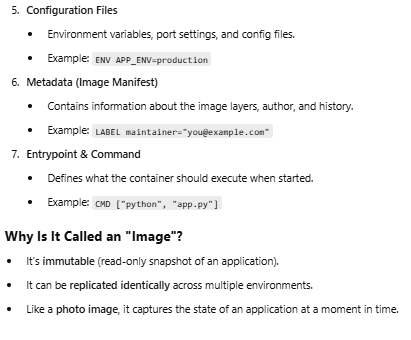 5. Configuration Files
• Environment variables, port settings, and config files.
• Example: ENV APP_ENV=production
6. Metadata (Image Manifest)
• Contains information about the image layers, author, and history.
• Example: LABEL maintainer="you@example.com"
7. Entrypoint & Command
• Defines what the container should execute when started.
• Example: CMD ["python", "app.py"]
Why Is It Called an "Image"?
• It's immutable (read-only snapshot of an application).
• It can be replicated identically across multiple environments.
• Like a photo image, it captures the state of an application at a moment in time.